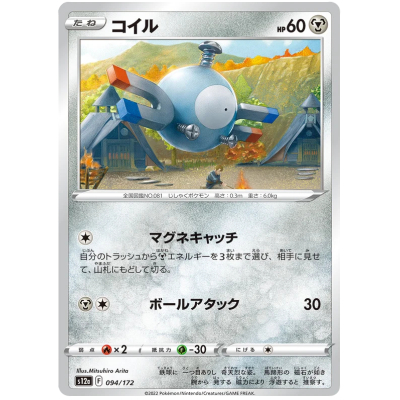 たね コイル HP60
全国図鑑NO.081 じしゃくポケモン 高さ:0.3m 重さ:6.0kg
マグネキャッチ
自分のトラッシュからエネルギーを3枚まで選び、相手に見せ
て、山札にもどして切る。
ボールアタック 30
弱点 ×2 抵抗力 -30 にげる
Illus.Mitsuhiro Arita
s12a F 094/172
©2022 Pokémon/Nintendo/Creatures/GAME FREAK.